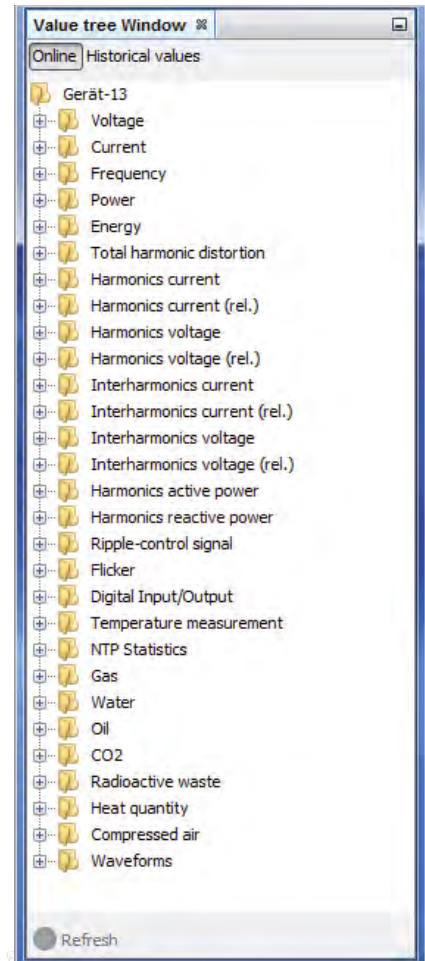 Value tree Window
Online Historical values
Gerät-13
Voltage
Current
Frequency
Power
Energy
Total harmonic distortion
Harmonics current
Harmonics current (rel.)
Harmonics voltage
Harmonics voltage (rel.)
Interharmonics current
Interharmonics current (rel.)
Interharmonics voltage
Interharmonics voltage (rel.)
Harmonics active power
Harmonics reactive power
Ripple-control signal
Flicker
Digital Input/Output
Temperature measurement
NTP Statistics
Gas
Water
Oil
CO2
Radioactive waste
Heat quantity
Compressed air
Waveforms
Refresh